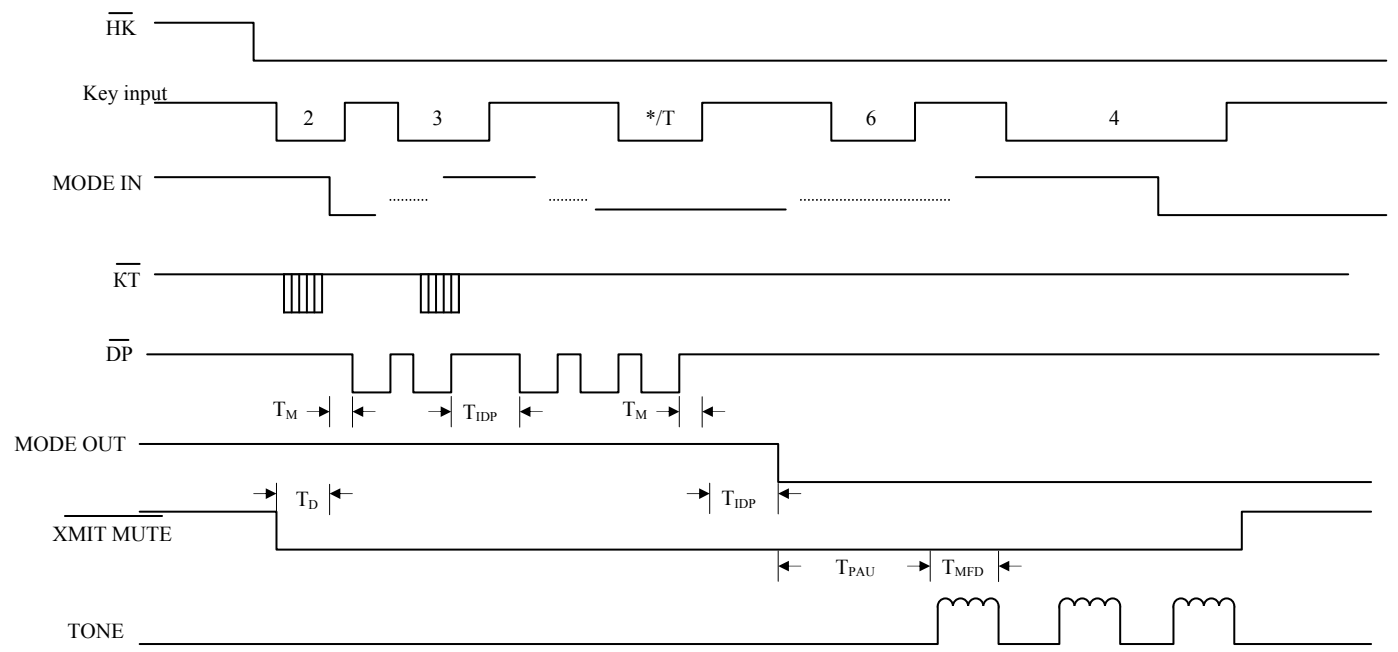 HK
Key input
2 3 */T 6 4
MODE IN
KT
DP
TM TIDP TM
MODE OUT
TD TIDP
XMIT MUTE
TPAU TMFD
TONE